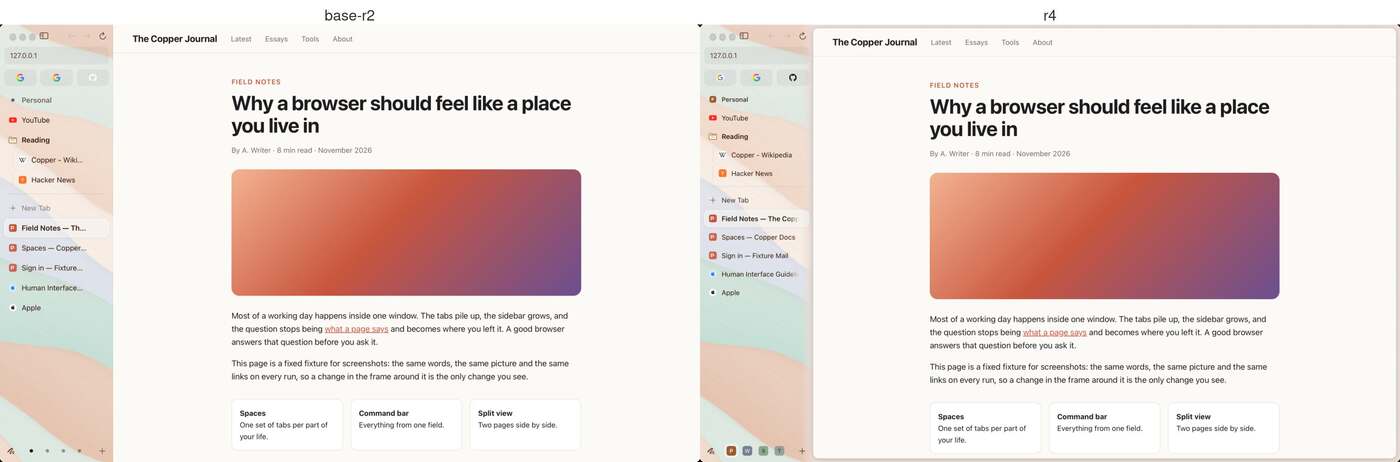 base-r2
127.0.0.1
Personal
YouTube
Reading
Copper - Wiki...
Hacker News
New Tab
Field Notes — Th...
Spaces — Copper...
Sign in — Fixture...
Human Interface...
Apple
The Copper Journal Latest Essays Tools About
FIELD NOTES
Why a browser should feel like a place
you live in
By A. Writer · 8 min read · November 2026
Most of a working day happens inside one window. The tabs pile up, the sidebar grows, and
the question stops being what a page says and becomes where you left it. A good browser
answers that question before you ask it.
This page is a fixed fixture for screenshots: the same words, the same picture and the same
links on every run, so a change in the frame around it is the only change you see.
Spaces
One set of tabs per part of
your life.
Command bar
Everything from one field.
Split view
Two pages side by side.
r4
127.0.0.1
Personal
YouTube
Reading
Copper - Wikipedia
Hacker News
New Tab
Field Notes — The Cop
Spaces — Copper Docs
Sign in — Fixture Mail
Human Interface Guidel
Apple
The Copper Journal Latest Essays Tools About
FIELD NOTES
Why a browser should feel like a place
you live in
By A. Writer · 8 min read · November 2026
Most of a working day happens inside one window. The tabs pile up, the sidebar grows, and
the question stops being what a page says and becomes where you left it. A good browser
answers that question before you ask it.
This page is a fixed fixture for screenshots: the same words, the same picture and the same
links on every run, so a change in the frame around it is the only change you see.
Spaces
One set of tabs per part of
your life.
Command bar
Everything from one field.
Split view
Two pages side by side.